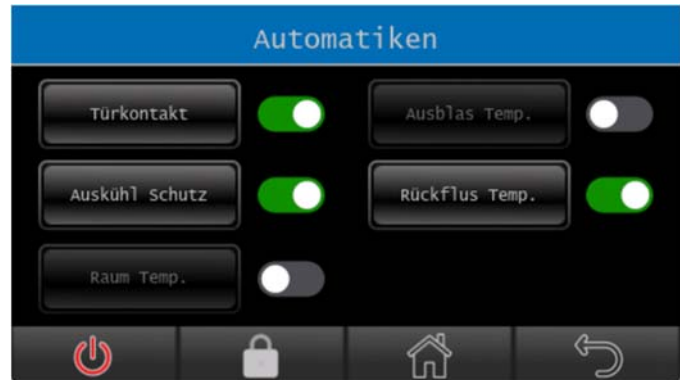 Automatiken
Türkontakt
Ausblas Temp.
Auskühl Schutz
Rückflus Temp.
Raum Temp.